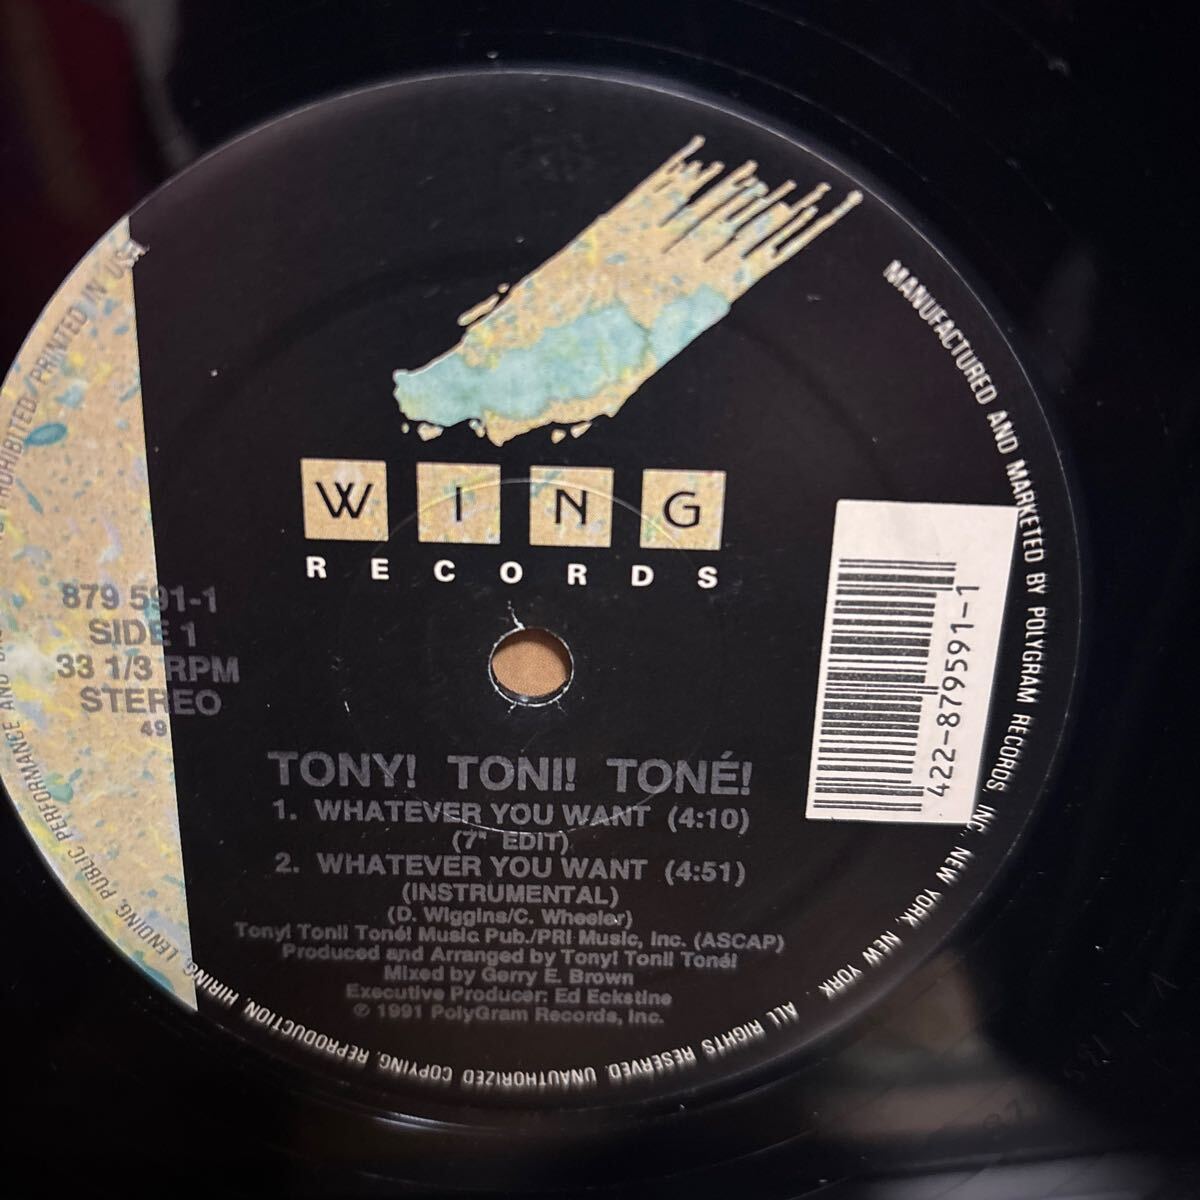 WING
RECORDS
879 591-1
SIDE 1
33 1/3 RPM
STEREO
49
422-879591-1
TONY! TONI! TONÉ!
1. WHATEVER YOU WANT (4:10)
(7" EDIT)
2. WHATEVER YOU WANT (4:51)
(INSTRUMENTAL)
(D. Wiggins/C. Wheeler)
Tony! Toni! Toné! Music Pub./PRI Music, Inc. (ASCAP)
Produced and Arranged by Tony! Toni! Toné!
Mixed by Gerry E. Brown
Executive Producer: Ed Eckstine
℗ 1991 PolyGram Records, Inc.
MANUFACTURED AND MARKETED BY POLYGRAM RECORDS, INC., NEW YORK, NEW YORK. ALL RIGHTS RESERVED. UNAUTHORIZED COPYING, REPRODUCTION, HIRING, LENDING, PUBLIC PERFORMANCE AND PROHIBITED. PRINTED IN USA